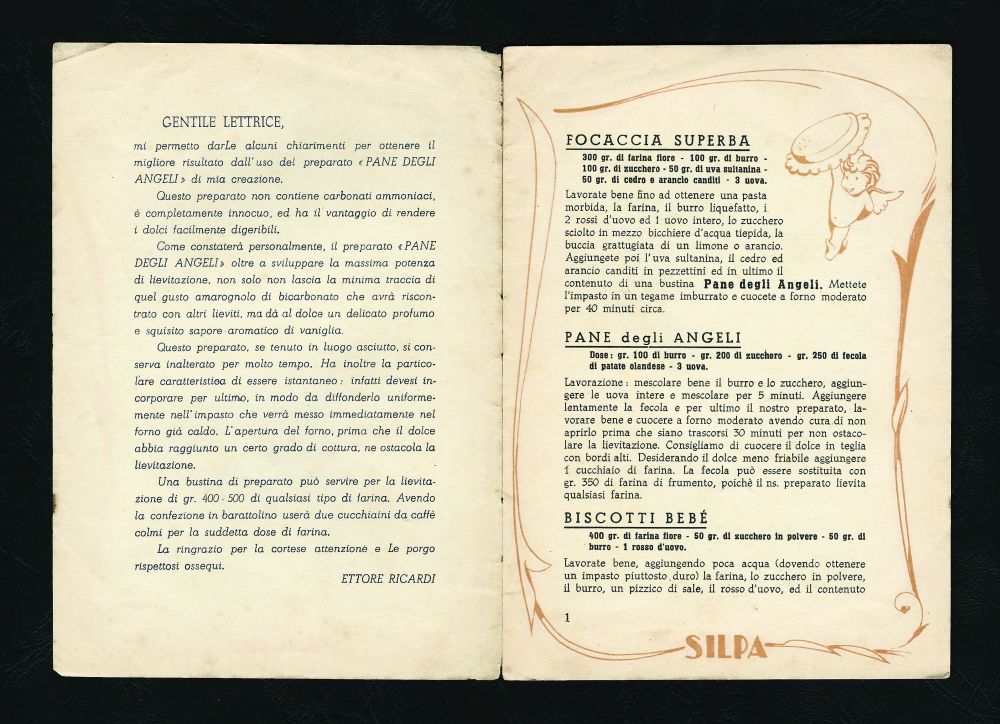 GENTILE LETTRICE,
mi permetto darLe alcuni chiarimenti per ottenere il
migliore risultato dall'uso del preparato «PANE DEGLI
ANGELI» di mia creazione.
Questo preparato non contiene carbonati ammoniaci,
è completamente innocuo, ed ha il vantaggio di rendere
i dolci facilmente digeribili.
Come constaterà personalmente, il preparato «PANE
DEGLI ANGELI» oltre a sviluppare la massima potenza
di lievitazione, non solo non lascia la minima traccia di
quel gusto amarognolo di bicarbonato che avrà riscon-
trato con altri lieviti, ma dà al dolce un delicato profumo
e squisito sapore aromatico di vaniglia.
Questo preparato, se tenuto in luogo asciutto, si con-
serva inalterato per molto tempo. Ha inoltre la partico-
lare caratteristica di essere istantaneo: infatti devesi in-
corporare per ultimo, in modo da diffonderlo uniforme-
mente nell'impasto che verrà messo immediatamente nel
forno già caldo. L'apertura del forno, prima che il dolce
abbia raggiunto un certo grado di cottura, ne ostacola la
lievitazione.
Una bustina di preparato può servire per la lievita-
zione di gr. 400-500 di qualsiasi tipo di farina. Avendo
la confezione in barattolino userà due cucchiaini da caffè
colmi per la suddetta dose di farina.
La ringrazio per la cortese attenzione e Le porgo
rispettosi ossequi.
ETTORE RICARDI
FOCACCIA SUPERBA
300 gr. di farina fiore - 100 gr. di burro -
100 gr. di zucchero - 50 gr. di uva sultanina -
50 gr. di cedro e arancio canditi - 3 uova.
Lavorate bene fino ad ottenere una pasta
morbida, la farina, il burro liquefatto, i
2 rossi d'uovo ed 1 uovo intero, lo zucchero
sciolto in mezzo bicchiere d'acqua tiepida, la
buccia grattugiata di un limone o arancio.
Aggiungete poi l'uva sultanina, il cedro ed
arancio canditi in pezzettini ed in ultimo il
contenuto di una bustina Pane degli Angeli. Mettete
l'impasto in un tegame imburrato e cuocete a forno moderato
per 40 minuti circa.
PANE degli ANGELI
Dose: gr. 100 di burro - gr. 200 di zucchero - gr. 250 di fecola
di patate olandese - 3 uova.
Lavorazione: mescolare bene il burro e lo zucchero, aggiun-
gere le uova intere e mescolare per 5 minuti. Aggiungere
lentamente la fecola e per ultimo il nostro preparato, la-
vorare bene e cuocere a forno moderato avendo cura di non
aprirlo prima che siano trascorsi 30 minuti per non ostaco-
lare la lievitazione. Consigliamo di cuocere il dolce in teglia
con bordi alti. Desiderando il dolce meno friabile aggiungere
1 cucchiaio di farina. La fecola può essere sostituita con
gr. 350 di farina di frumento, poichè il ns. preparato lievita
qualsiasi farina.
BISCOTTI BEBÉ
400 gr. di farina fiore - 50 gr. di zucchero in polvere - 50 gr. di
burro - 1 rosso d'uovo.
Lavorate bene, aggiungendo poca acqua (dovendo ottenere
un impasto piuttosto duro) la farina, lo zucchero in polvere,
il burro, un pizzico di sale, il rosso d'uovo, ed il contenuto
1
SILPA